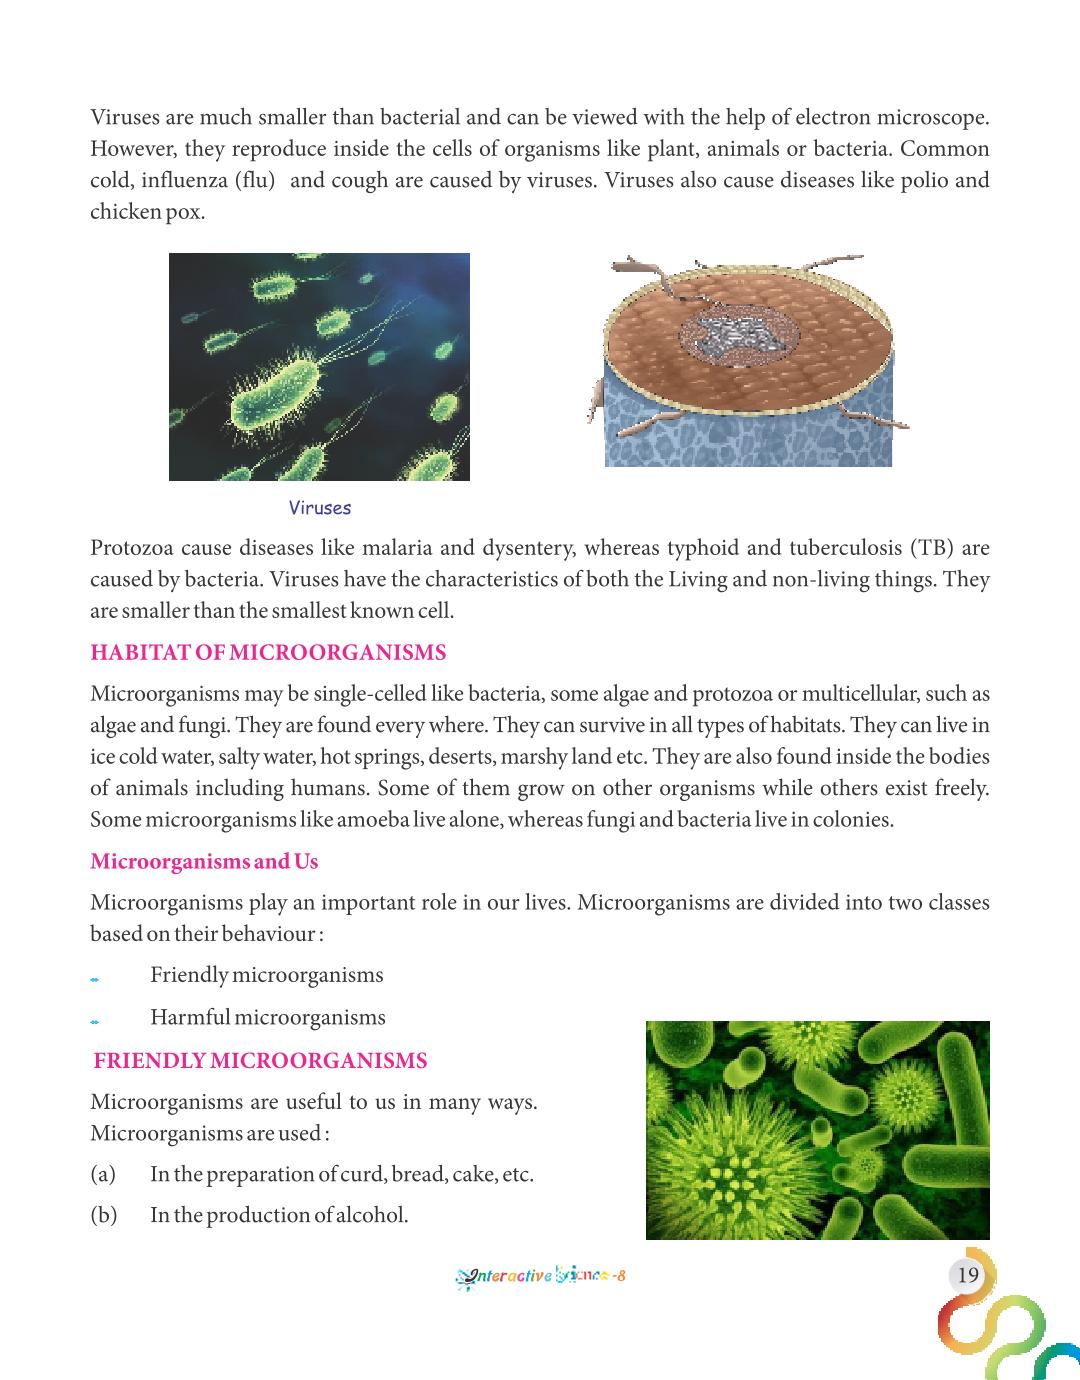 Viruses are much smaller than bacterial and can be viewed with the help of electron microscope.
However, they reproduce inside the cells of organisms like plant, animals or bacteria. Common
cold, influenza (flu) and cough are caused by viruses. Viruses also cause diseases like polio and
chicken pox.
Viruses
Protozoa cause diseases like malaria and dysentery, whereas typhoid and tuberculosis (TB) are
caused by bacteria. Viruses have the characteristics of both the Living and non-living things. They
are smaller than the smallest known cell.
HABITAT OF MICROORGANISMS
Microorganisms may be single-celled like bacteria, some algae and protozoa or multicellular, such as
algae and fungi. They are found every where. They can survive in all types of habitats. They can live in
ice cold water, salty water, hot springs, deserts, marshy land etc. They are also found inside the bodies
of animals including humans. Some of them grow on other organisms while others exist freely.
Some microorganisms like amoeba live alone, whereas fungi and bacteria live in colonies.
Microorganisms and Us
Microorganisms play an important role in our lives. Microorganisms are divided into two classes
based on their behaviour :
Friendly microorganisms
Harmful microorganisms
FRIENDLY MICROORGANISMS
Microorganisms are useful to us in many ways.
Microorganisms are used :
(a) In the preparation of curd, bread, cake, etc.
(b) In the production of alcohol.
Interactive Science -8
19